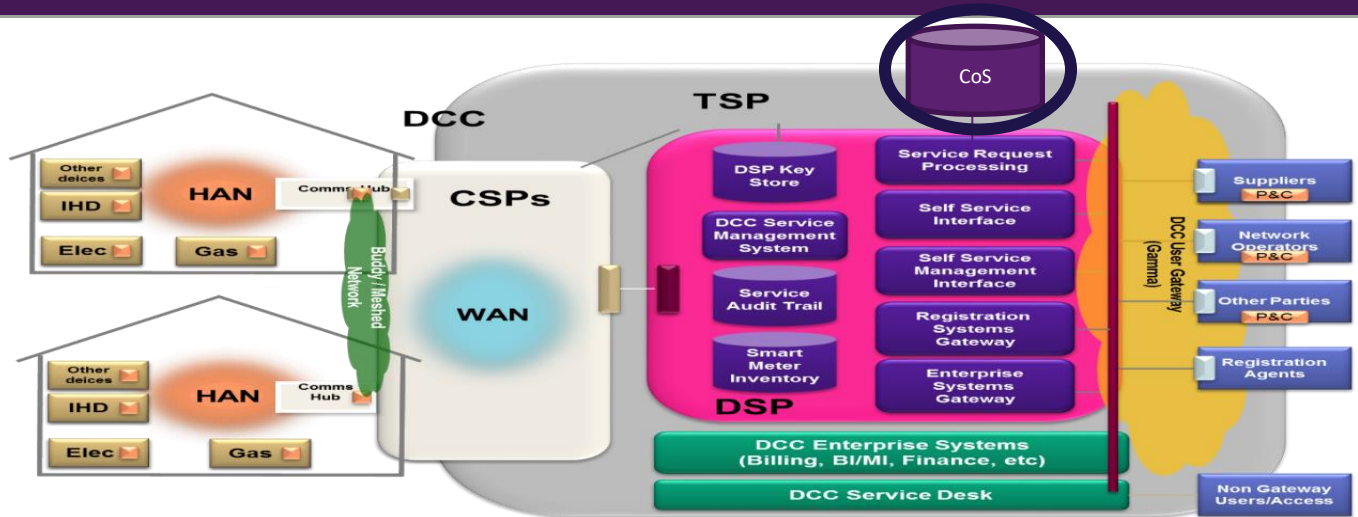 CoS
TSP
DCC
Other
deices
IHD
HAN
Comms Hub
Elec
Gas
CSPs
WAN
Buddy / Meshed
Network
Other
deices
IHD
HAN
Comms
Hub
Elec
Gas
DSP Key
Store
DCC Service
Management
System
Service
Audit Trail
Smart
Meter
Inventory
DSP
Service Request
Processing
Self Service
Interface
Self Service
Management
Interface
Registration
Systems
Gateway
Enterprise
Systems
Gateway
DCC Enterprise Systems
(Billing, BI/MI, Finance, etc)
DCC Service Desk
DCC User Gateway
(Gamma)
Suppliers
P&C
Network
Operators
P&C
Other Parties
P&C
Registration
Agents
Non Gateway
Users/Access